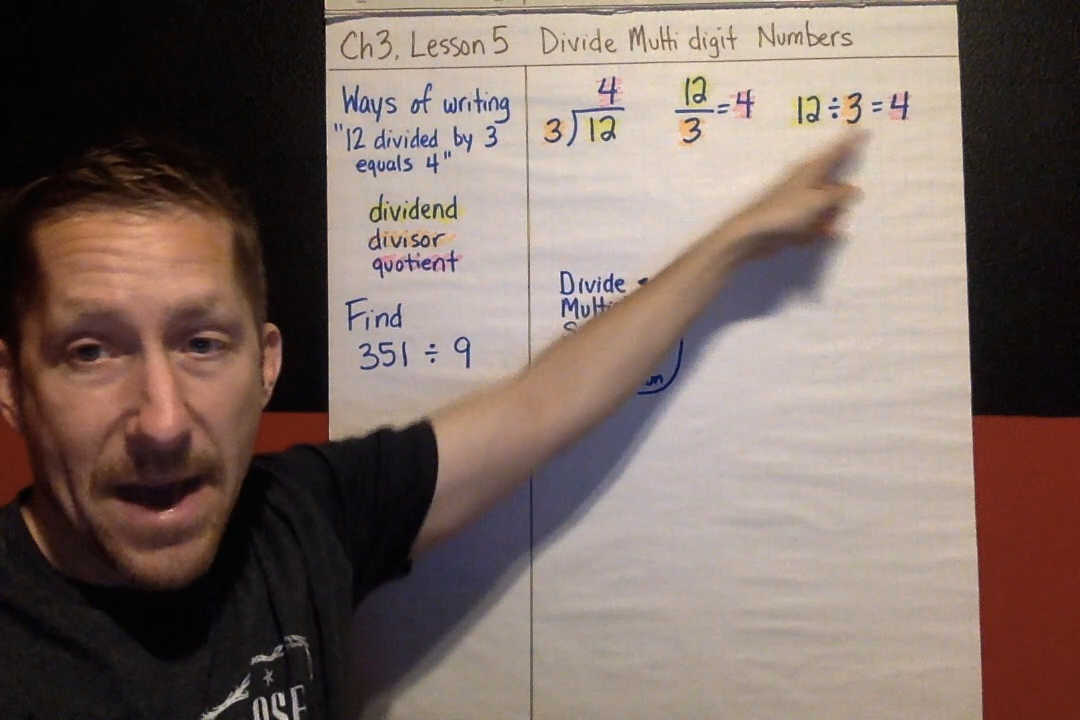 Ch3, Lesson 5 Divide Multi digit Numbers
Ways of writing
"12 divided by 3
equals 4"
dividend
divisor
quotient
Find
351 ÷ 9
4
3)12
12
3
=4
12÷3=4
Divide